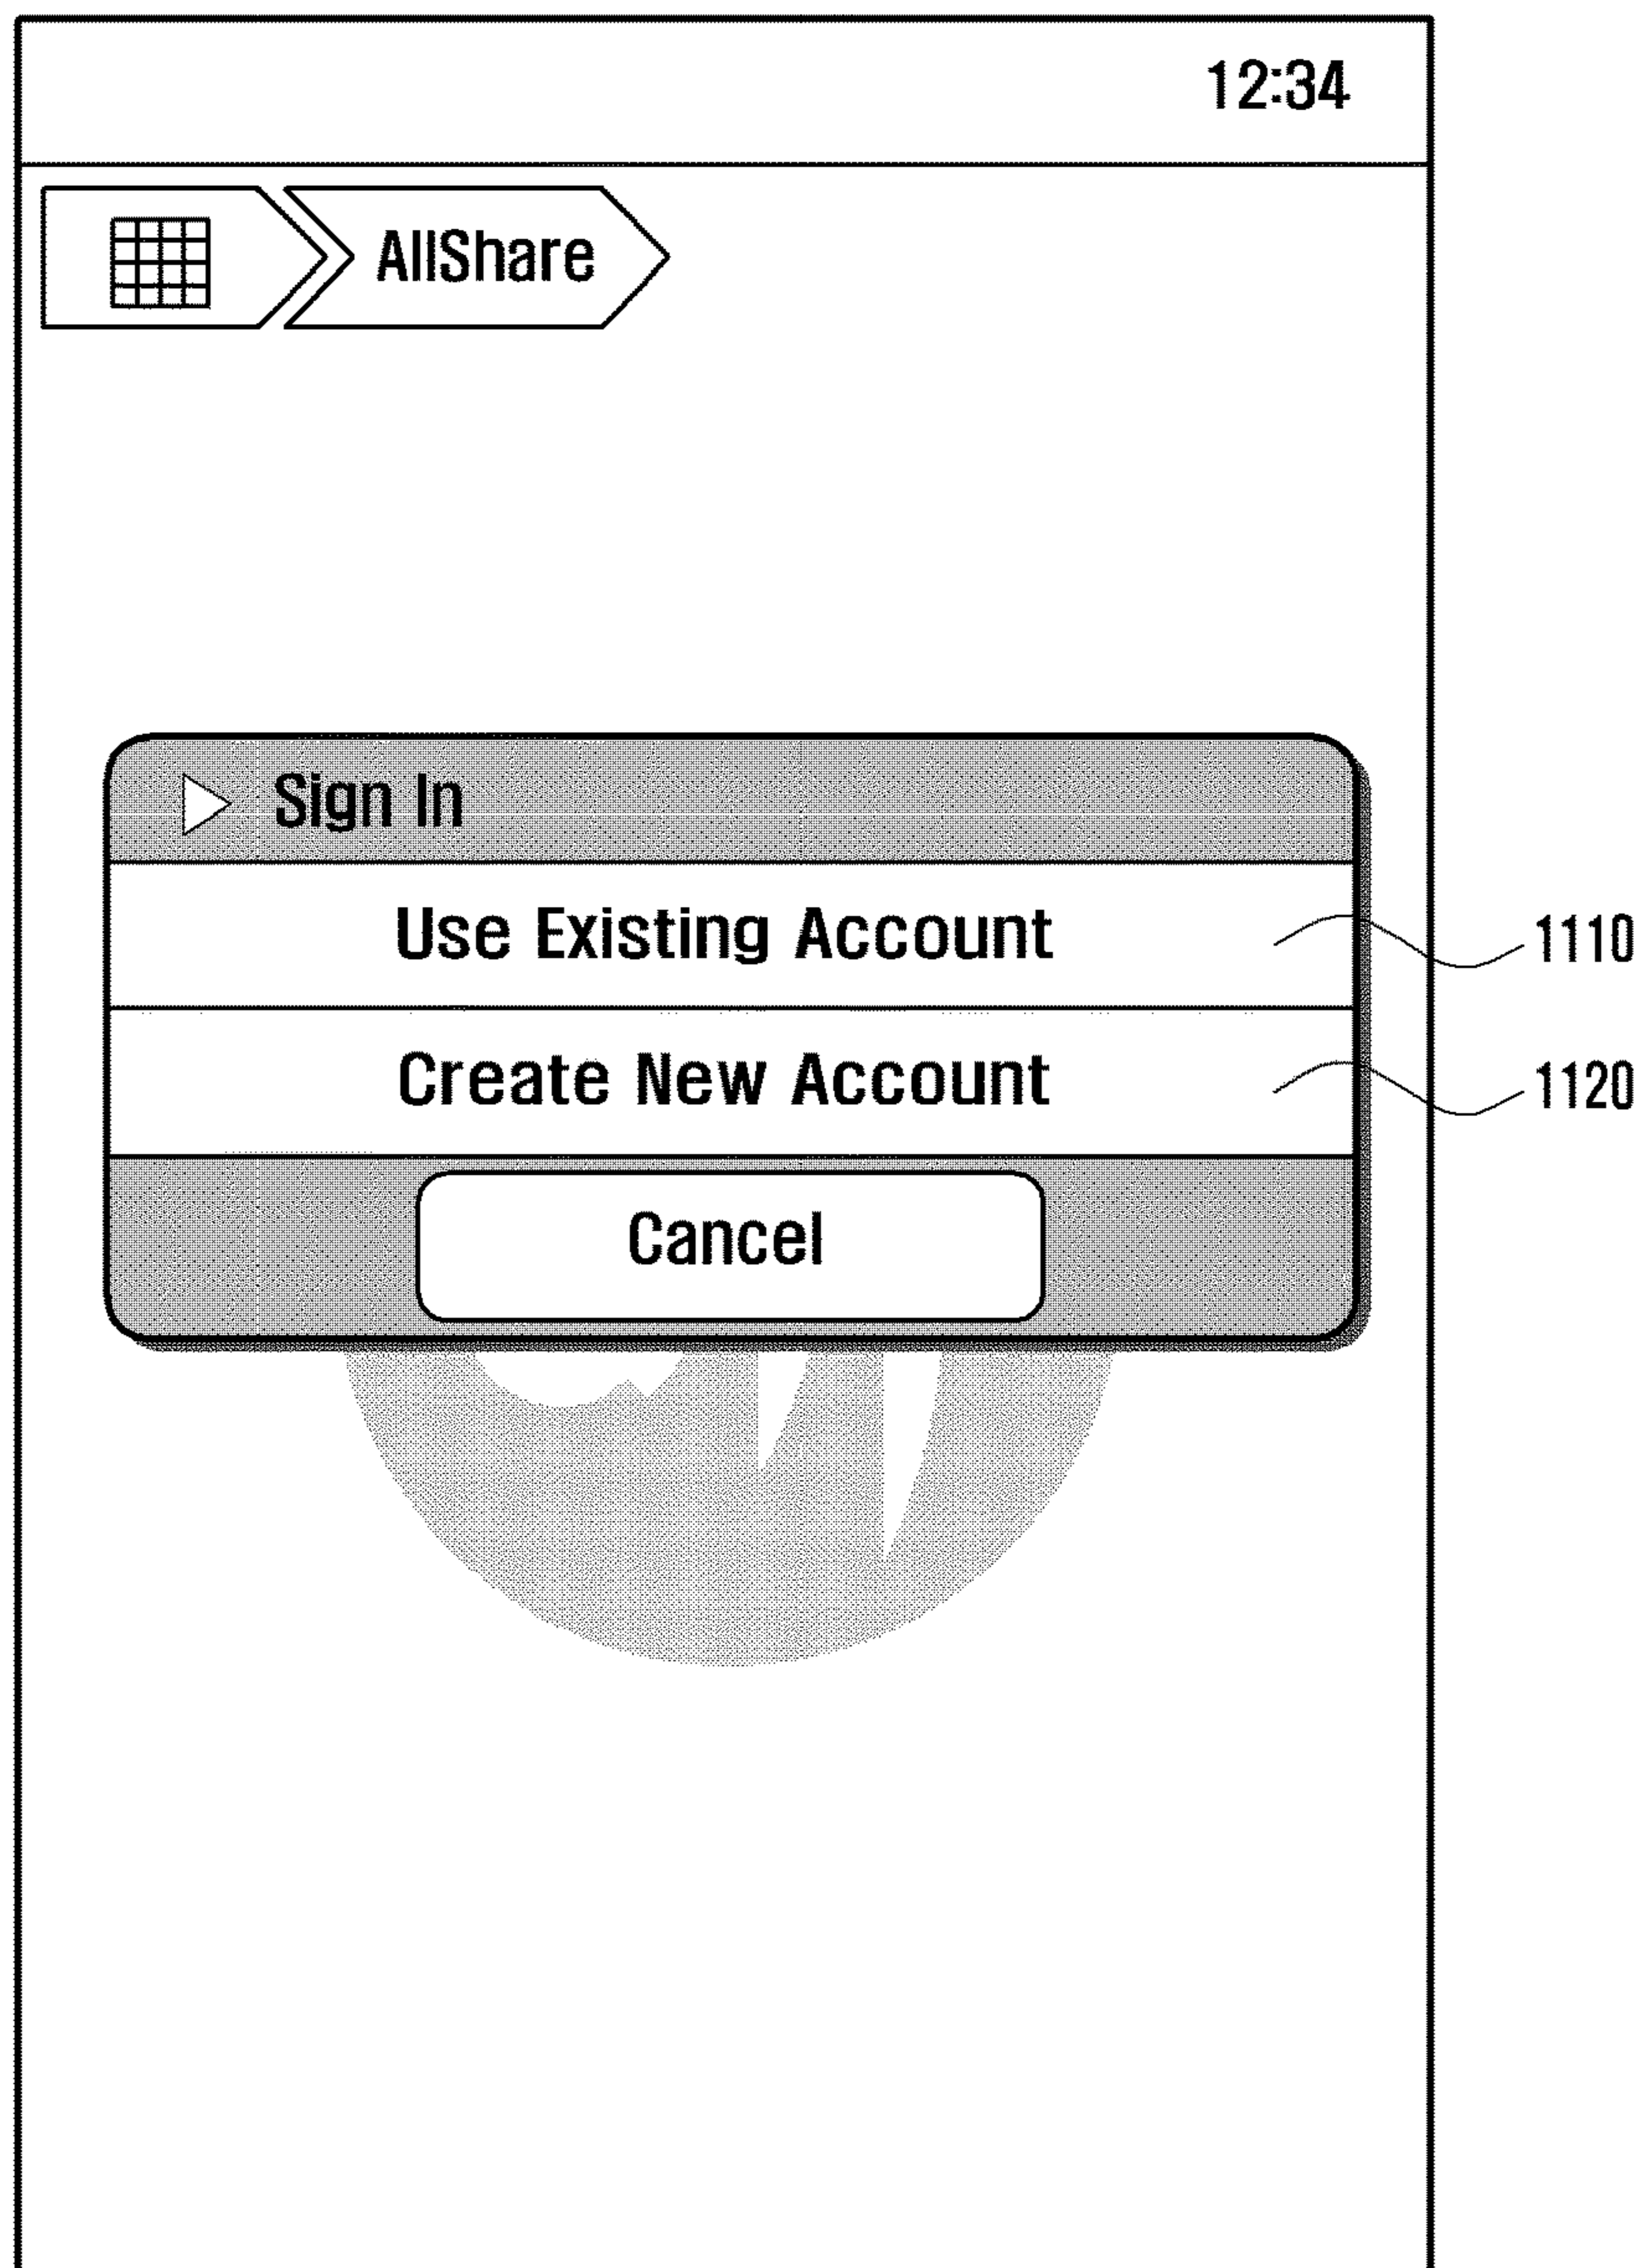 12:34
AllShare
Sign In
Use Existing Account
1110
Create New Account
1120
Cancel